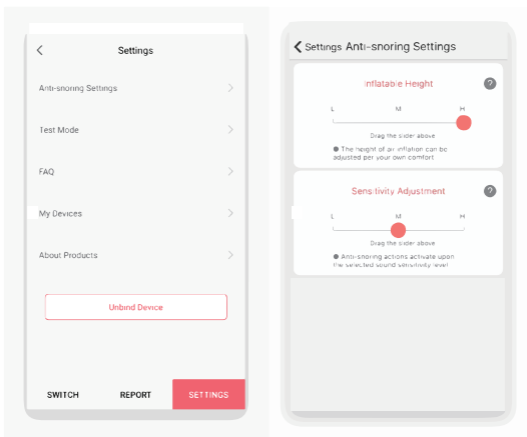 Settings
Anti-snoring Settings
Test Mode
FAQ
My Devices
About Products
Unbind Device
SWITCH
REPORT
SETTINGS
Settings Anti-snoring Settings
Inflatable Height
?
L M H
Drag the slider above
The height of air inflation can be
adjusted per your own comfort
Sensitivity Adjustment
?
L M H
Drag the slider above
Anti-snoring actions activate upon
the selected sound sensitivity level